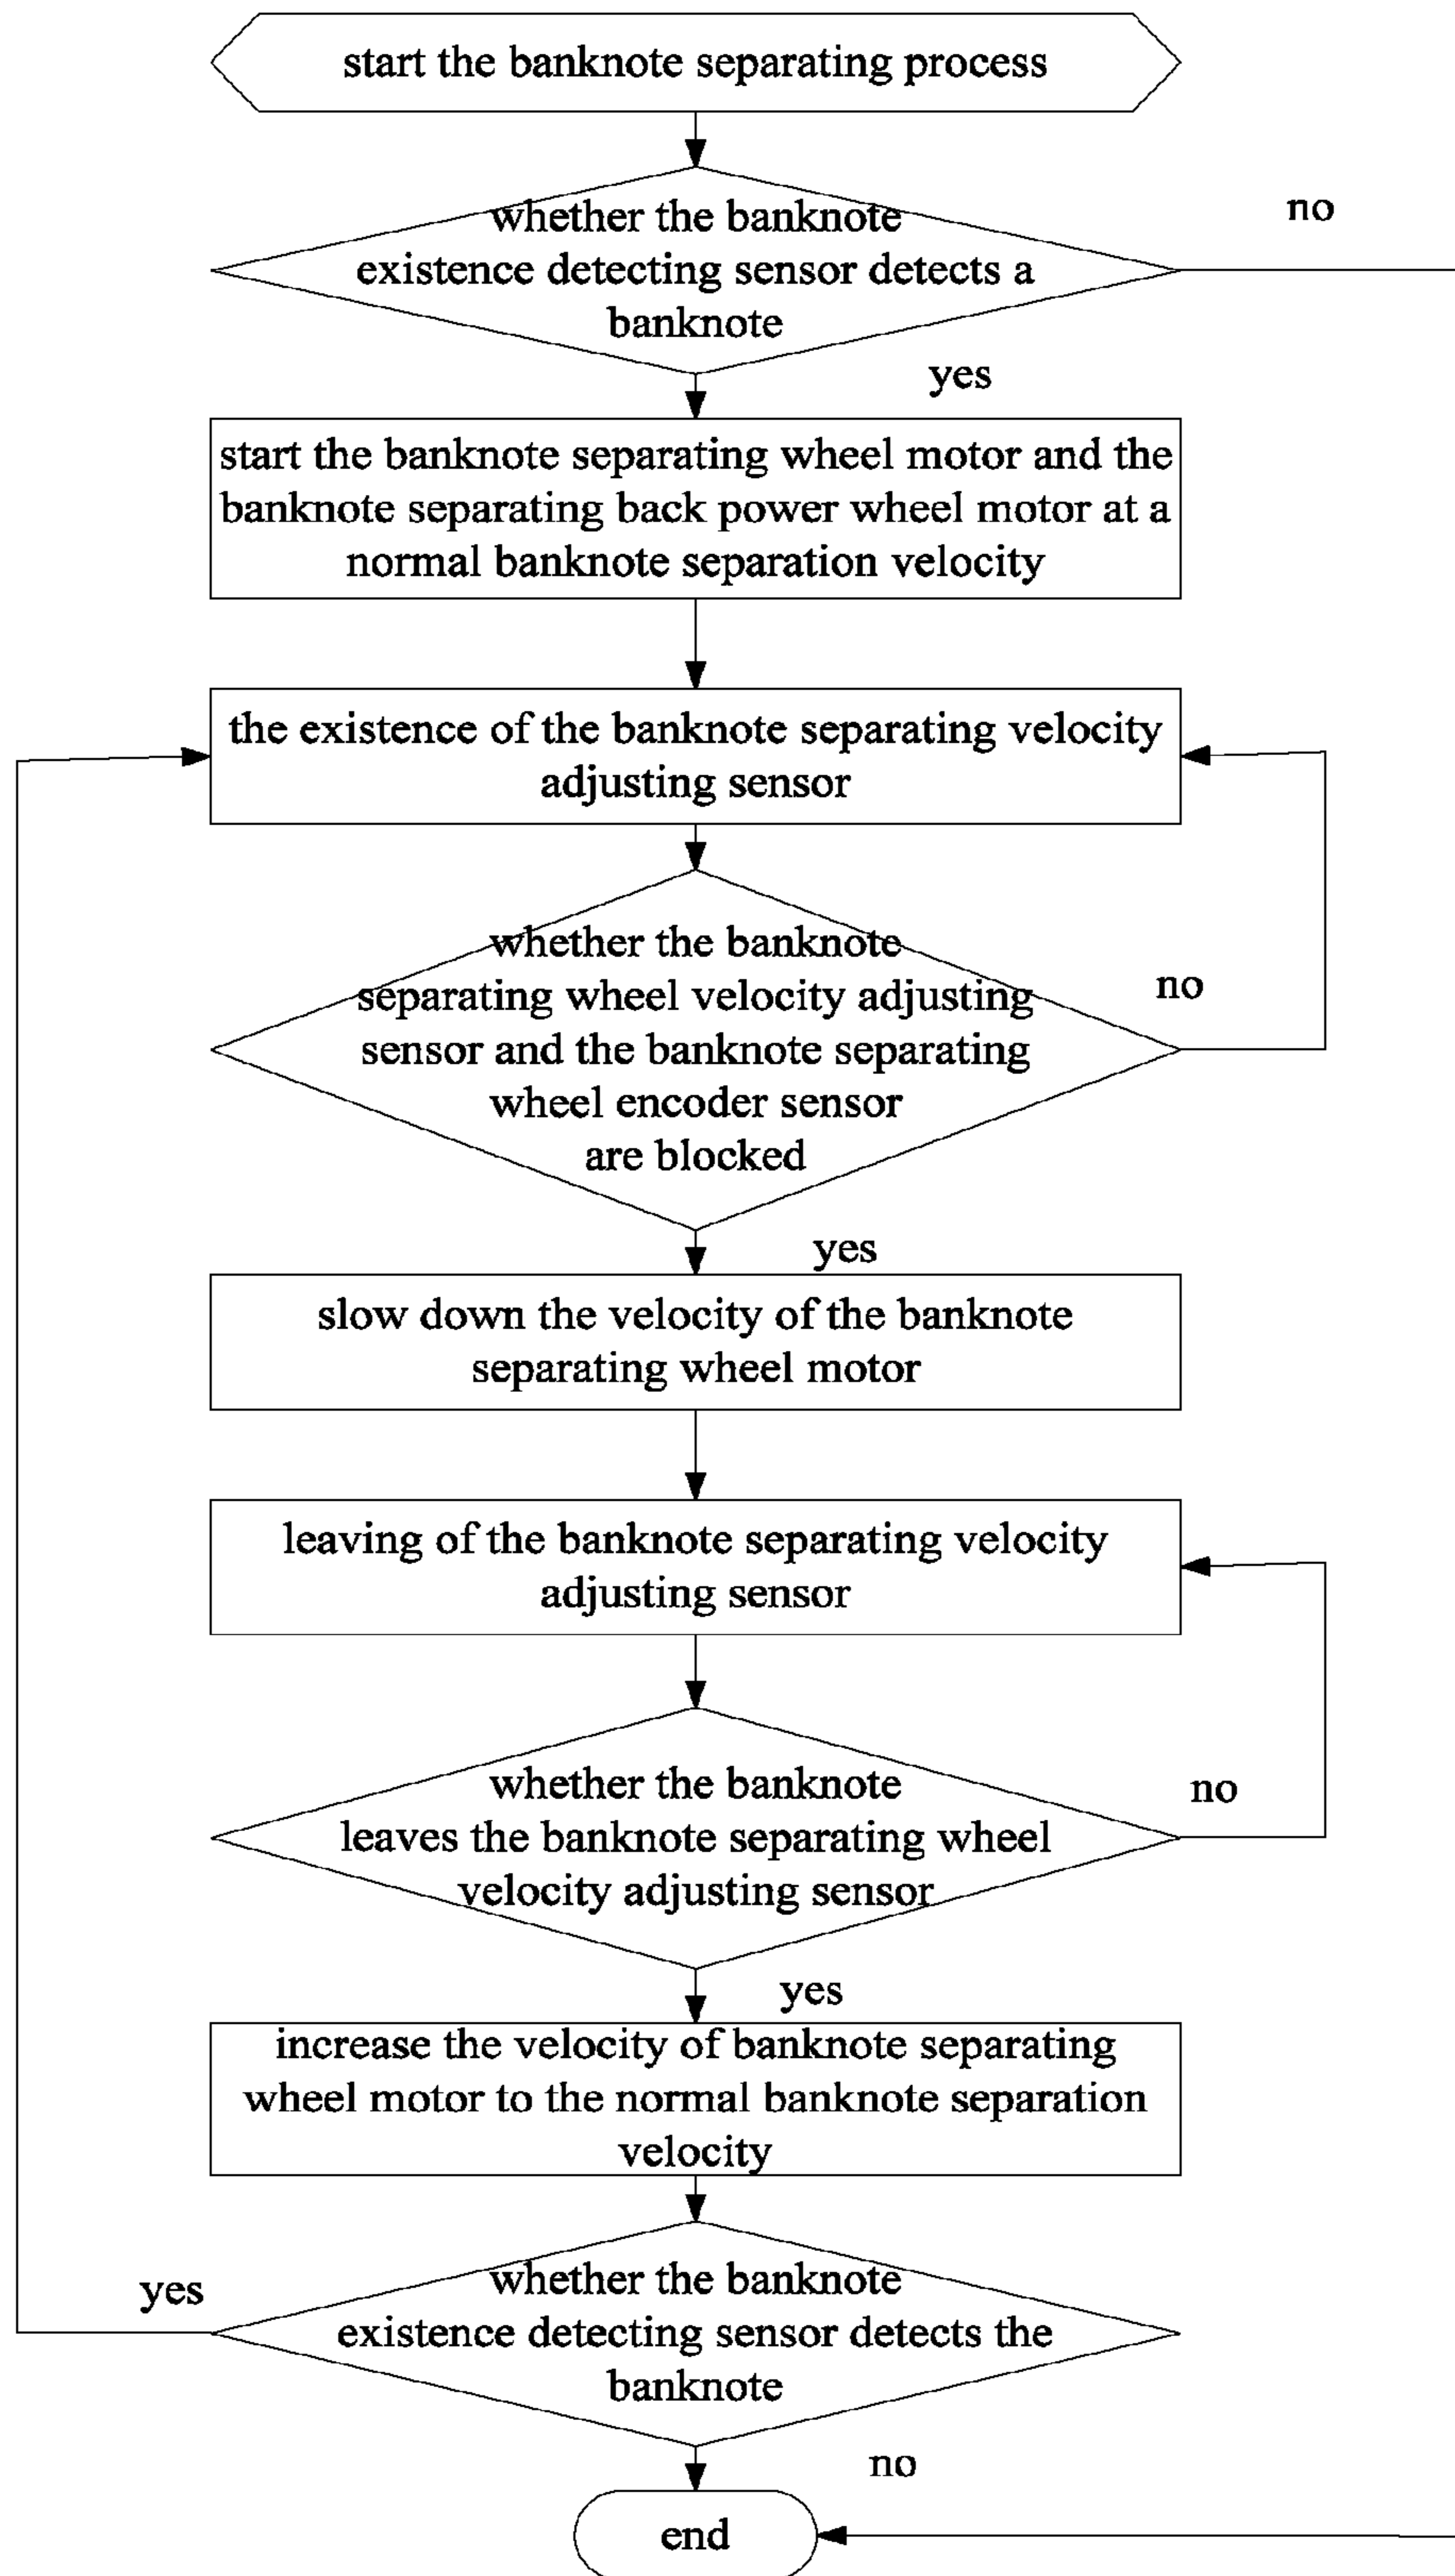 start the banknote separating process
whether the banknote
existence detecting sensor detects a
banknote
no
yes
start the banknote separating wheel motor and the
banknote separating back power wheel motor at a
normal banknote separation velocity
the existence of the banknote separating velocity
adjusting sensor
whether the banknote
separating wheel velocity adjusting
sensor and the banknote separating
wheel encoder sensor
are blocked
no
yes
slow down the velocity of the banknote
separating wheel motor
leaving of the banknote separating velocity
adjusting sensor
whether the banknote
leaves the banknote separating wheel
velocity adjusting sensor
no
yes
increase the velocity of banknote separating
wheel motor to the normal banknote separation
velocity
yes
whether the banknote
existence detecting sensor detects the
banknote
no
end